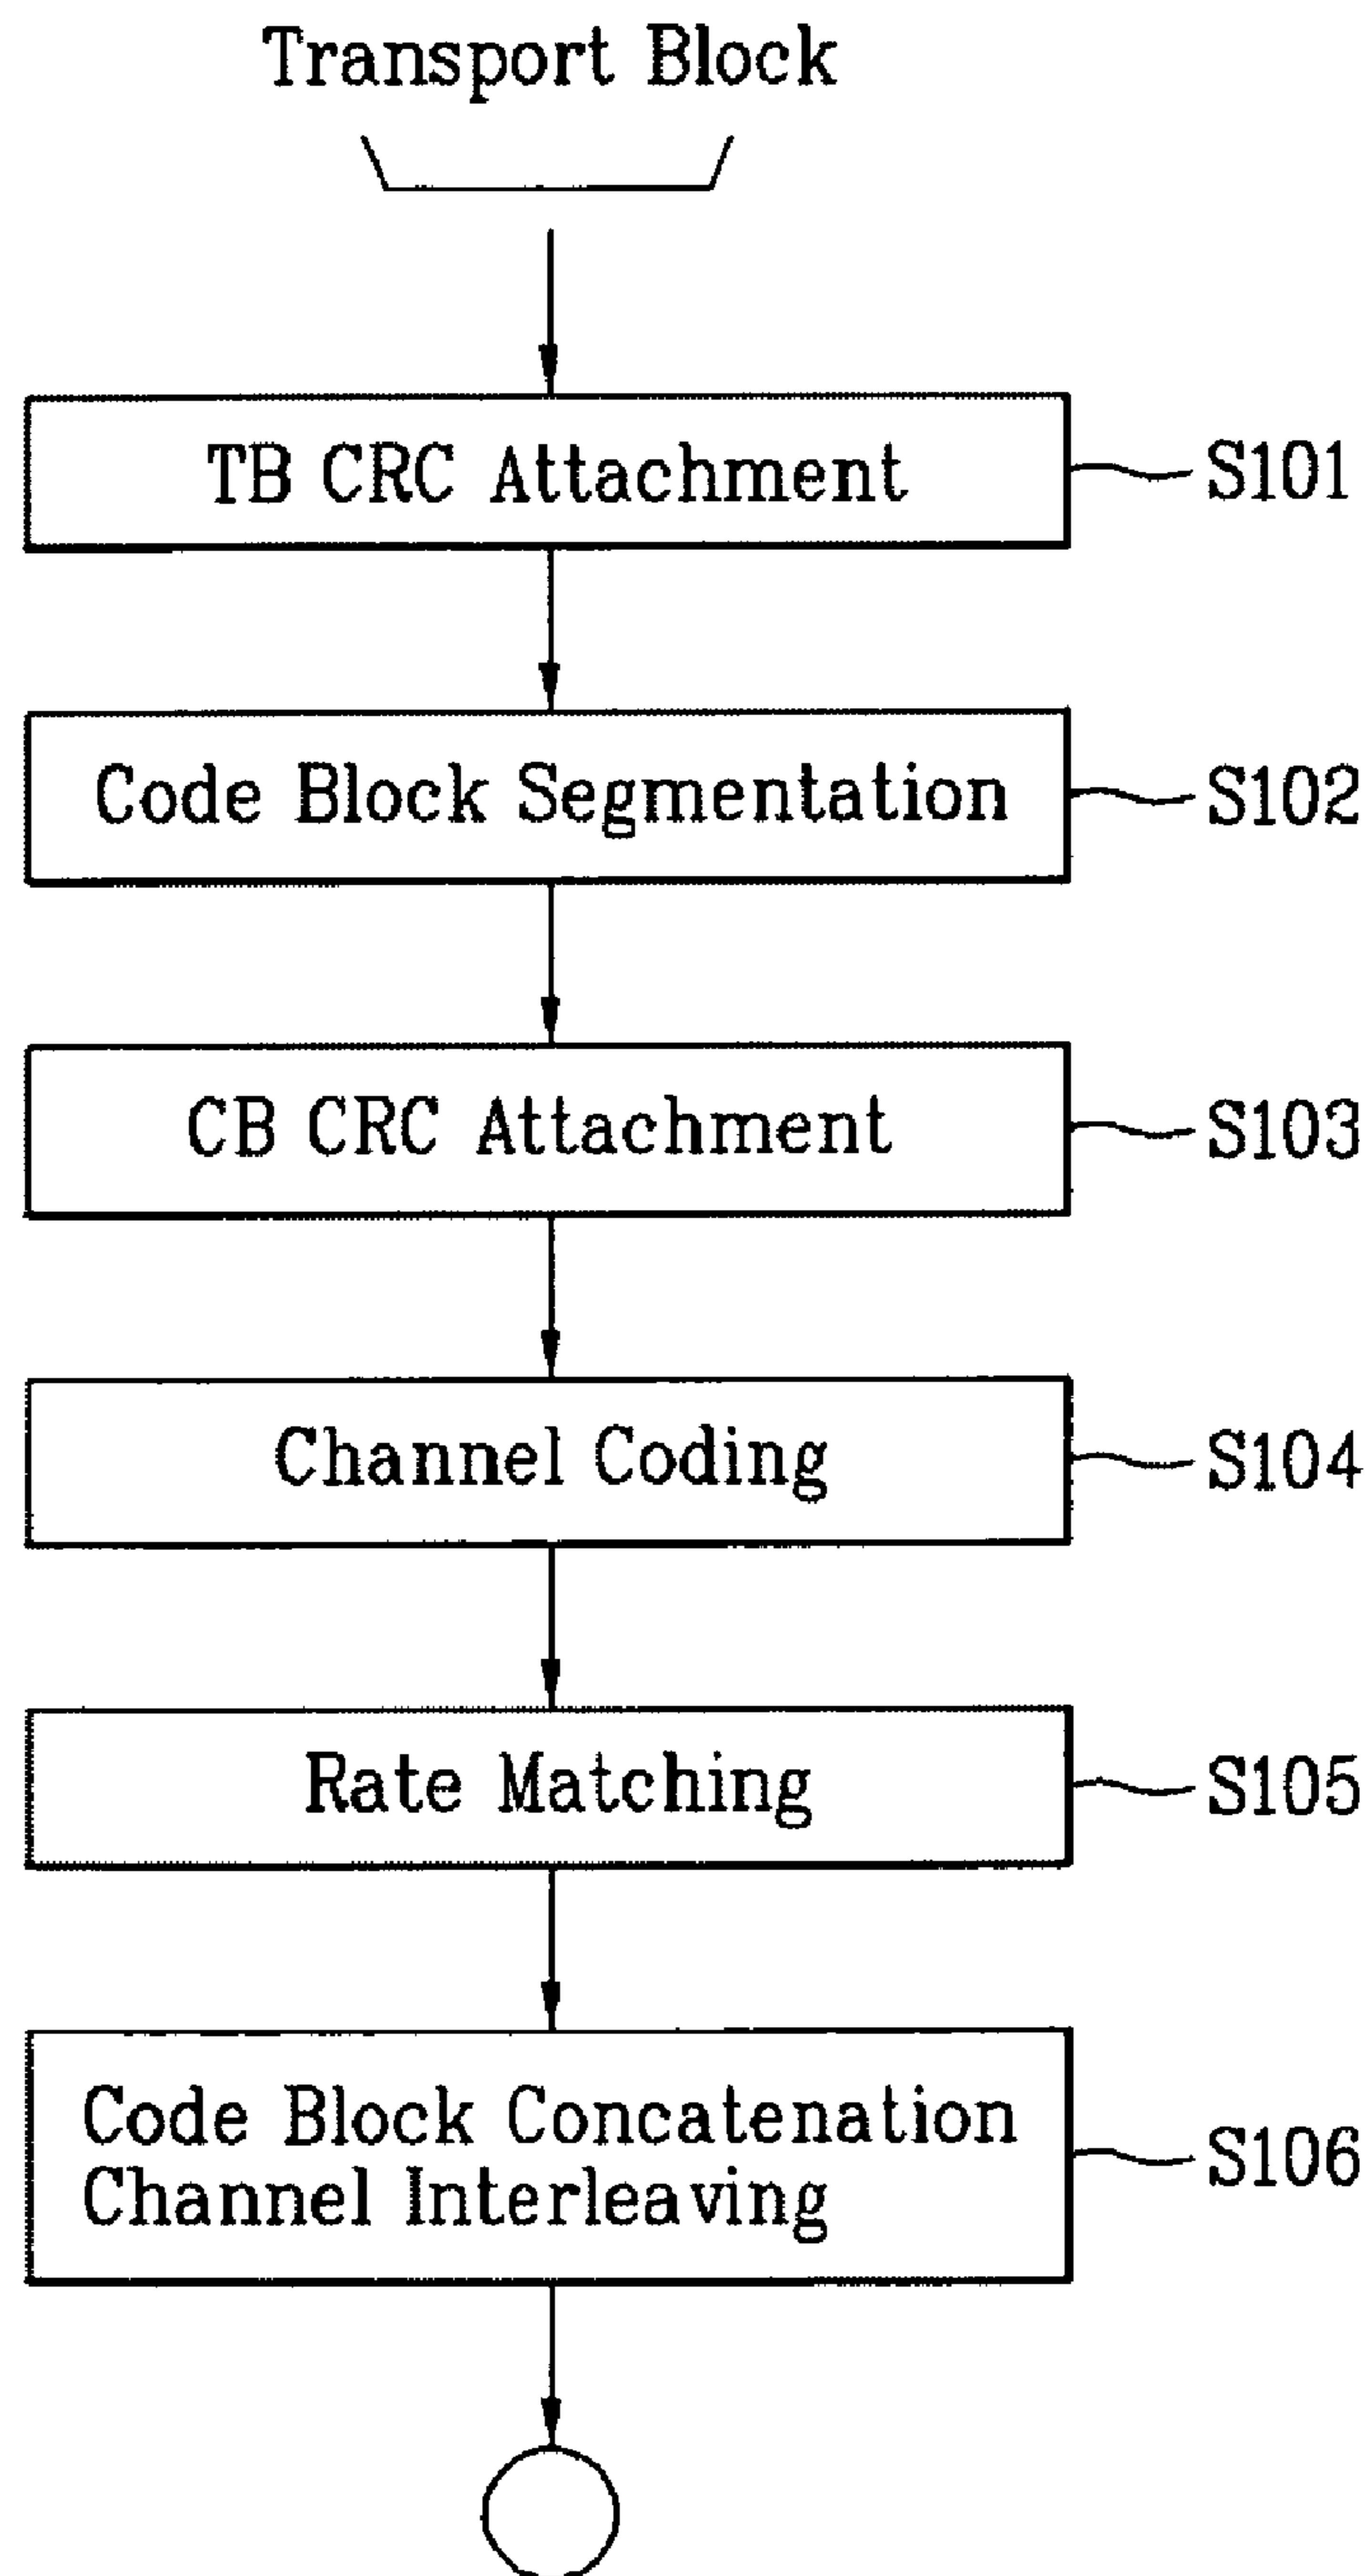 Transport Block
TB CRC Attachment
S101
Code Block Segmentation
S102
CB CRC Attachment
S103
Channel Coding
S104
Rate Matching
S105
Code Block Concatenation
Channel Interleaving
S106